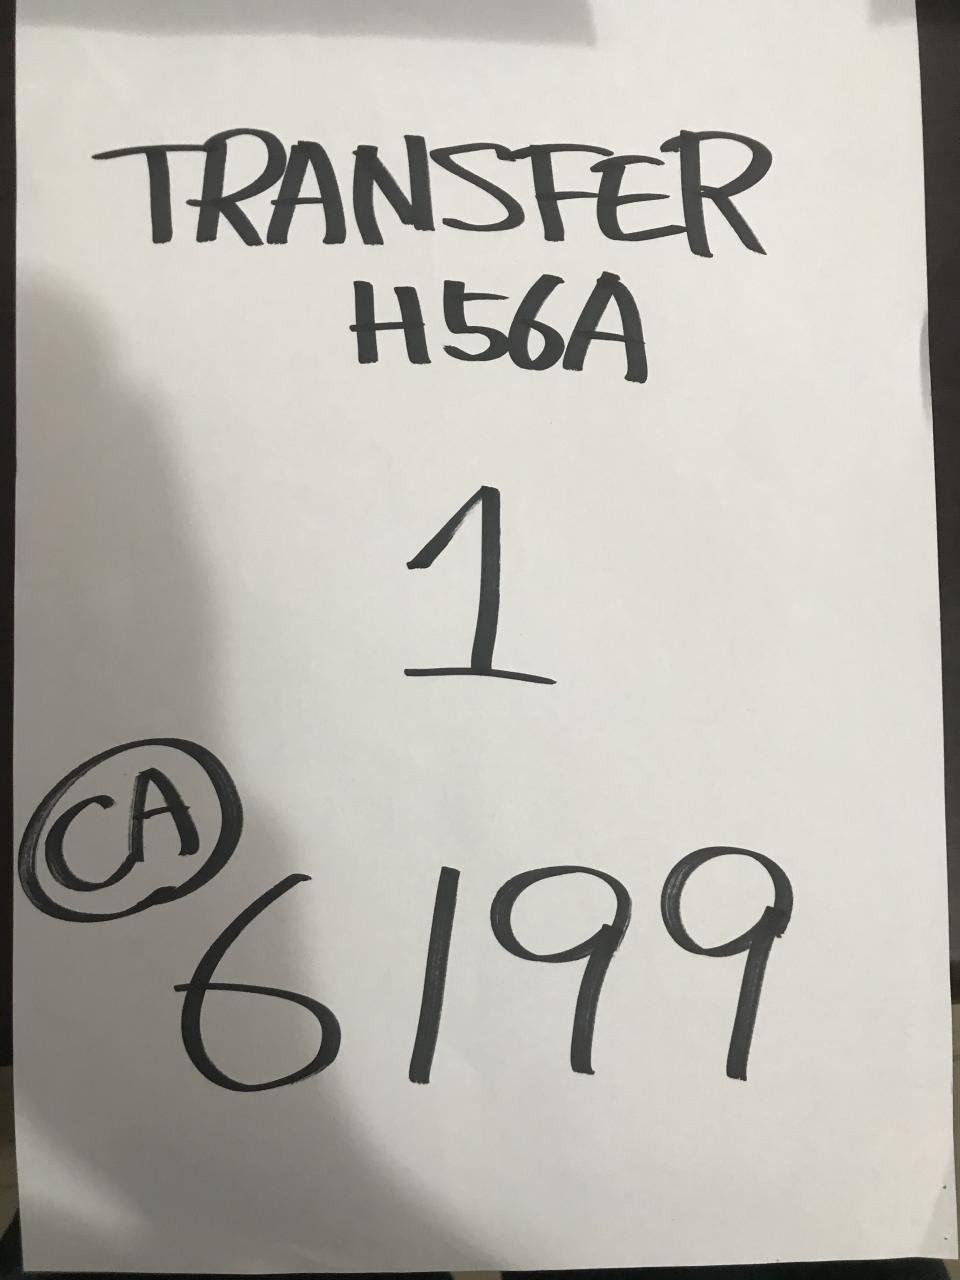 TRANSFER
H56A
1
CA
6199